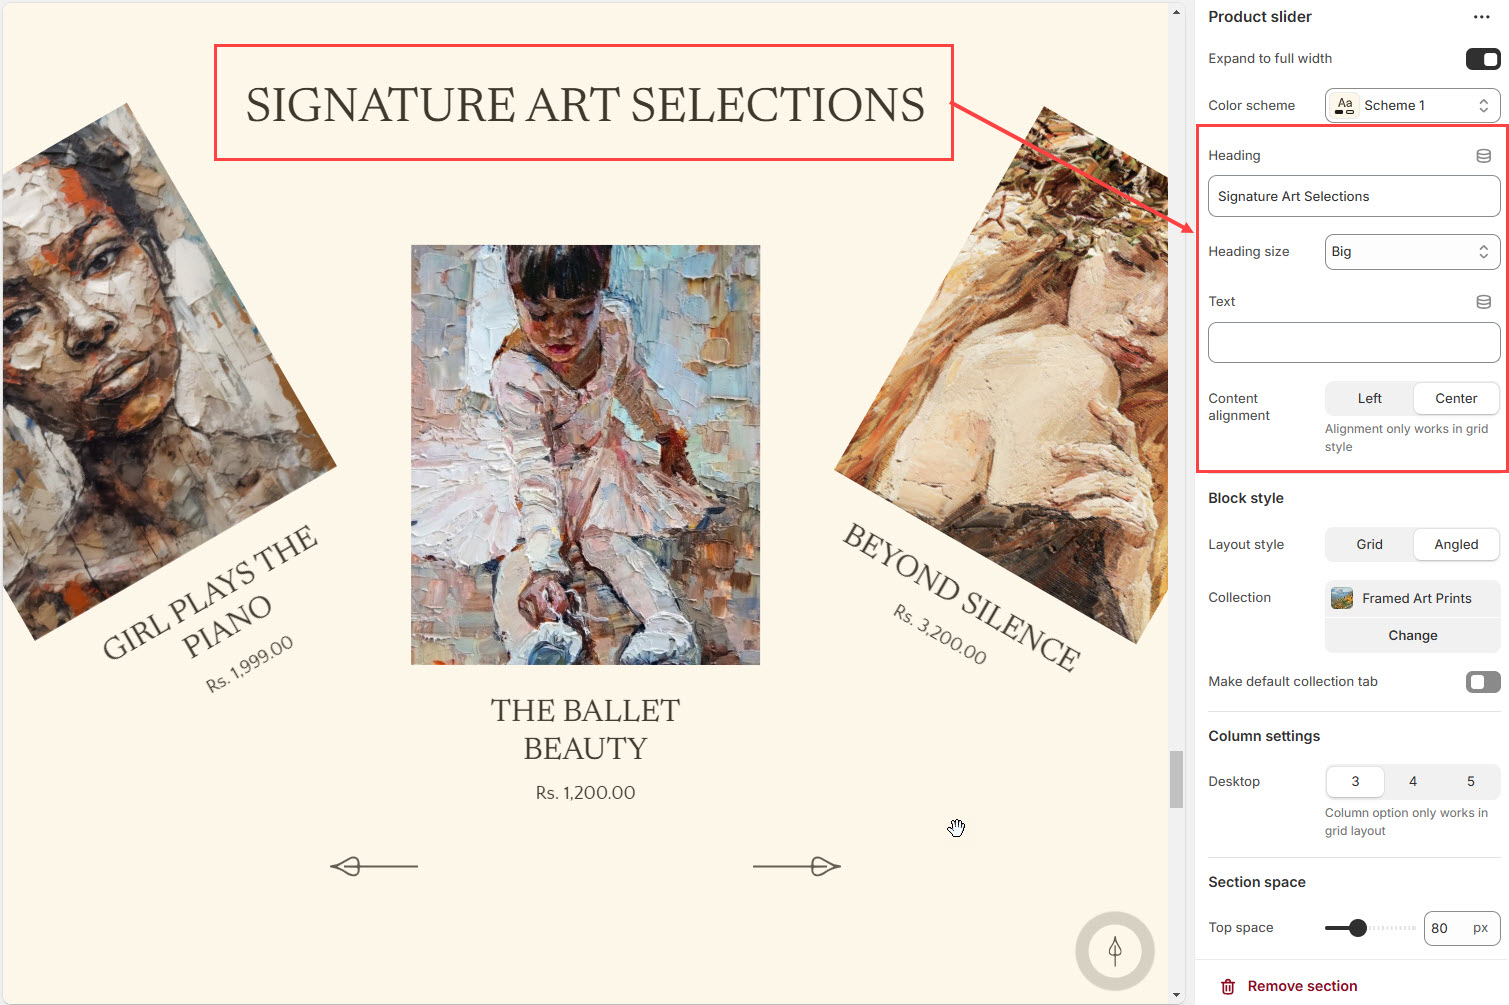 SIGNATURE ART SELECTIONS
GIRL PLAYS THE
PIANO
Rs. 1,999.00
THE BALLET
BEAUTY
Rs. 1,200.00
BEYOND SILENCE
Rs. 3,200.00
Product slider
Expand to full width
Color scheme Aa Scheme 1
Heading
Signature Art Selections
Heading size Big
Text
Content
alignment
Left Center
Alignment only works in grid
style
Block style
Layout style Grid Angled
Collection Framed Art Prints
Change
Make default collection tab
Column settings
Desktop 3 4 5
Column option only works in
grid layout
Section space
Top space 80 px
Remove section